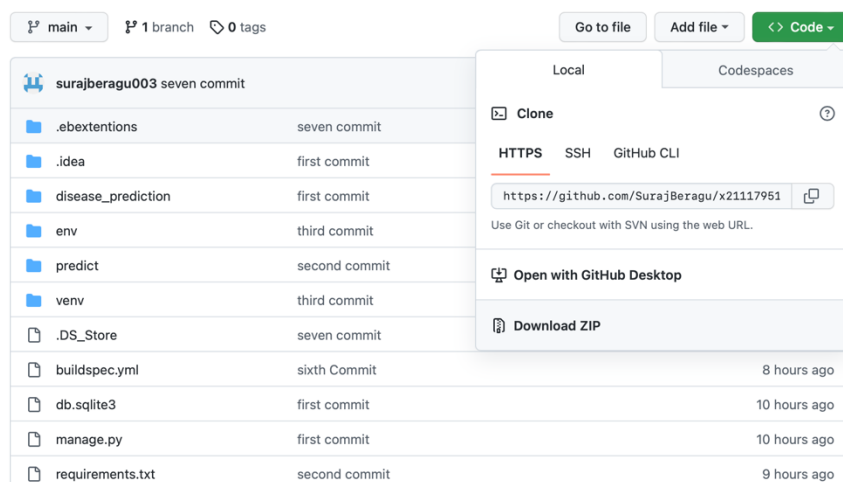 main 1 branch 0 tags Go to file Add file Code
surajberagu003 seven commit
Local Codespaces
Clone
HTTPS SSH GitHub CLI
https://github.com/SurajBeragu/x21117951
Use Git or checkout with SVN using the web URL.
Open with GitHub Desktop
Download ZIP
.ebextentions seven commit
.idea first commit
disease_prediction first commit
env third commit
predict second commit
venv third commit
.DS_Store seven commit
buildspec.yml sixth Commit 8 hours ago
db.sqlite3 first commit 10 hours ago
manage.py first commit 10 hours ago
requirements.txt second commit 9 hours ago